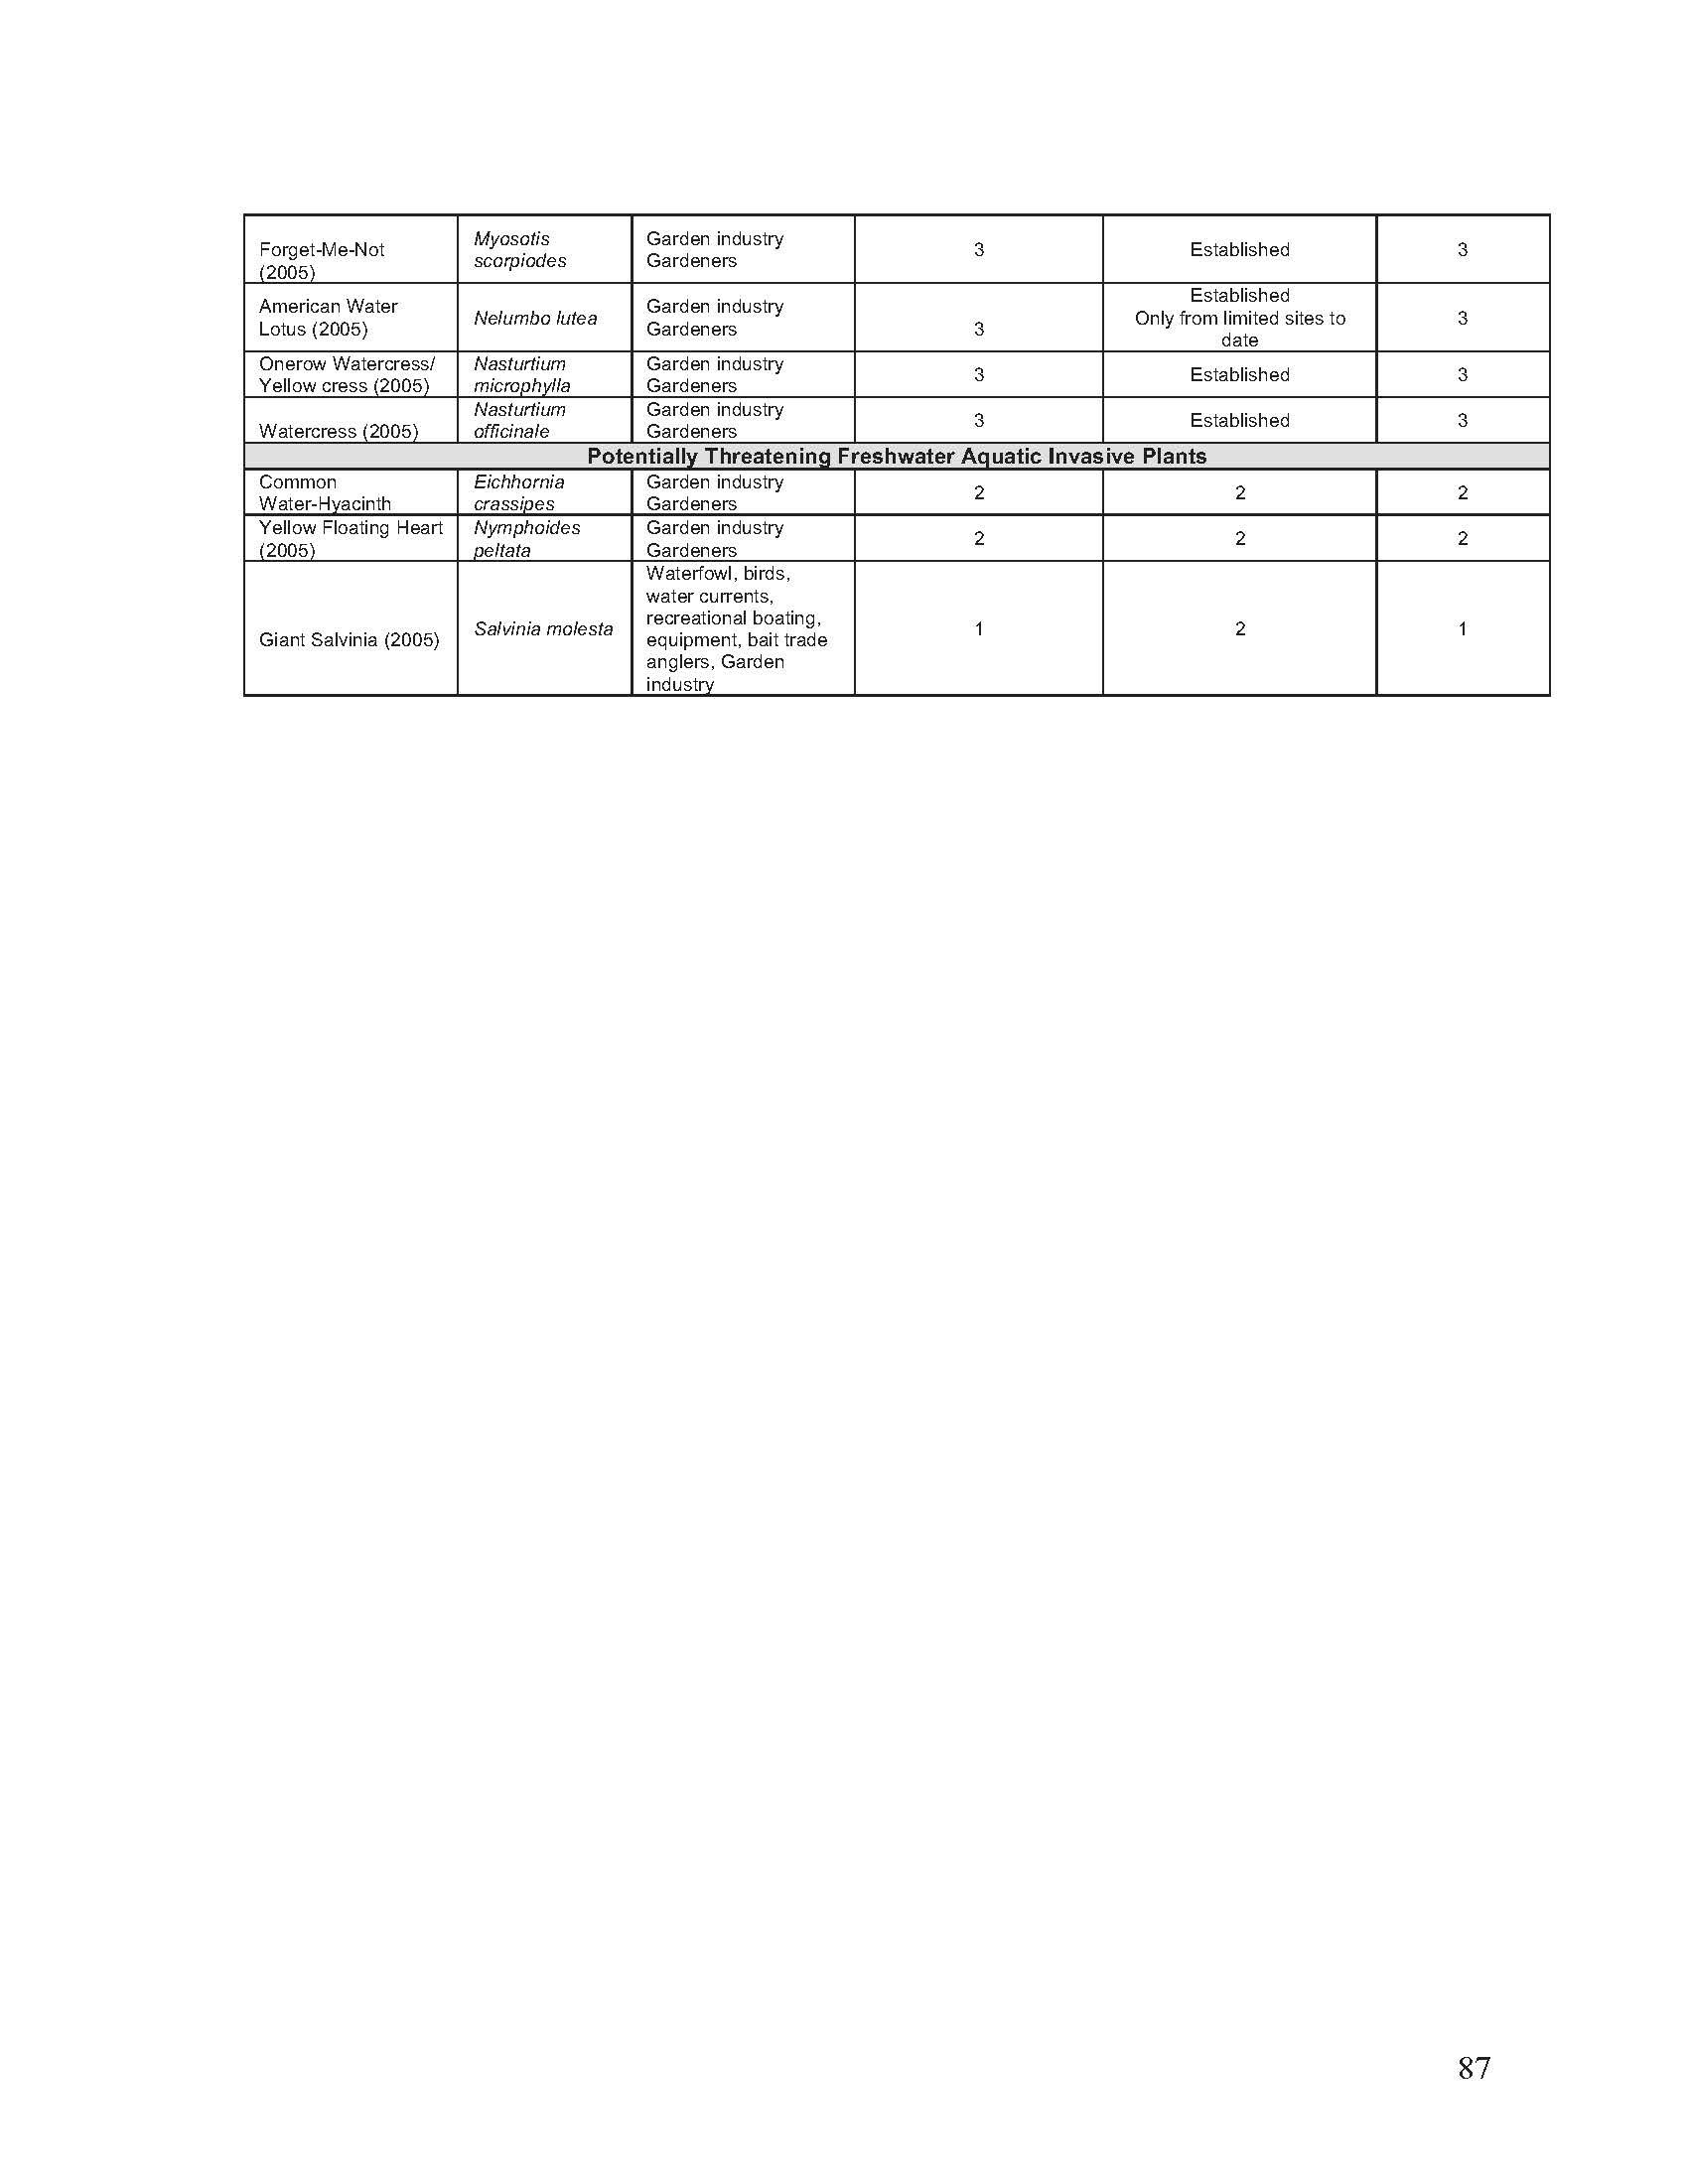 Forget-Me-Not
(2005)
Myosotis
scorpiodes
Garden industry
Gardeners
3
Established
3
American Water
Lotus (2005)
Nelumbo lutea
Garden industry
Gardeners
3
Established
Only from limited sites to
date
3
Onerow Watercress/
Yellow cress (2005)
Nasturtium
microphylla
Garden industry
Gardeners
3
Established
3
Watercress (2005)
Nasturtium
officinale
Garden industry
Gardeners
3
Established
3
Potentially Threatening Freshwater Aquatic Invasive Plants
Common
Water-Hyacinth
Eichhornia
crassipes
Garden industry
Gardeners
2
2
2
Yellow Floating Heart
(2005)
Nymphoides
peltata
Garden industry
Gardeners
2
2
2
Giant Salvinia (2005)
Salvinia molesta
Waterfowl, birds,
water currents,
recreational boating,
equipment, bait trade
anglers, Garden
industry
1
2
1
87